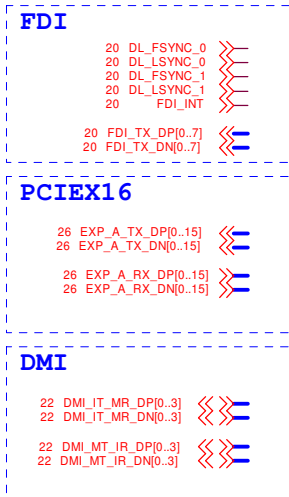 FDI
20 DL_FSYNC_0
20 DL_LSYNC_0
20 DL_FSYNC_1
20 DL_LSYNC_1
20 FDI_INT
20 FDI_TX_DP[0..7]
20 FDI_TX_DN[0..7]
PCIEX16
26 EXP_A_TX_DP[0..15]
26 EXP_A_TX_DN[0..15]
26 EXP_A_RX_DP[0..15]
26 EXP_A_RX_DN[0..15]
DMI
22 DMI_IT_MR_DP[0..3]
22 DMI_IT_MR_DN[0..3]
22 DMI_MT_IR_DP[0..3]
22 DMI_MT_IR_DN[0..3]